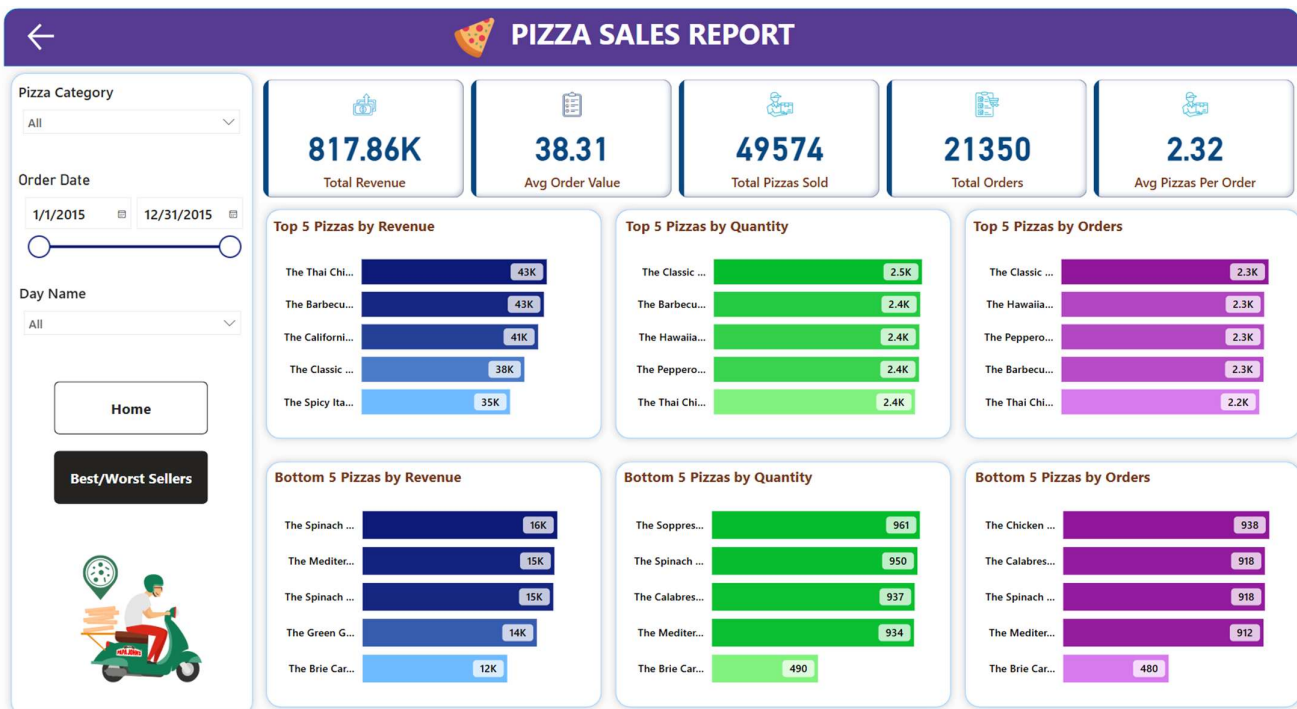 PIZZA SALES REPORT
Pizza Category
All
Order Date
1/1/2015 12/31/2015
Day Name
All
Home
Best/Worst Sellers
817.86K
Total Revenue
38.31
Avg Order Value
49574
Total Pizzas Sold
21350
Total Orders
2.32
Avg Pizzas Per Order
Top 5 Pizzas by Revenue
The Thai Chi... 43K
The Barbecu... 43K
The Californi... 41K
The Classic ... 38K
The Spicy Ita... 35K
Top 5 Pizzas by Quantity
The Classic ... 2.5K
The Barbecu... 2.4K
The Hawaiia... 2.4K
The Peppero... 2.4K
The Thai Chi... 2.4K
Top 5 Pizzas by Orders
The Classic ... 2.3K
The Hawaiia... 2.3K
The Peppero... 2.3K
The Barbecu... 2.3K
The Thai Chi... 2.2K
Bottom 5 Pizzas by Revenue
The Spinach ... 16K
The Mediter... 15K
The Spinach ... 15K
The Green G... 14K
The Brie Car... 12K
Bottom 5 Pizzas by Quantity
The Soppres... 961
The Spinach ... 950
The Calabres... 937
The Mediter... 934
The Brie Car... 490
Bottom 5 Pizzas by Orders
The Chicken ... 938
The Calabres... 918
The Spinach ... 918
The Mediter... 912
The Brie Car... 480